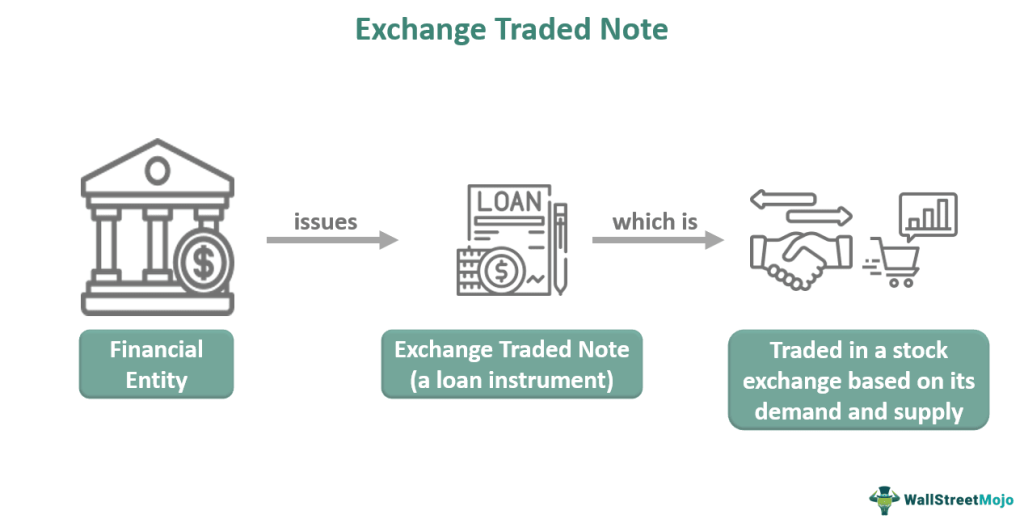 Exchange Traded Note
issues
LOAN
which is
Financial
Entity
Exchange Traded Note
(a loan instrument)
Traded in a stock
exchange based on its
demand and supply
WallStreetMojo